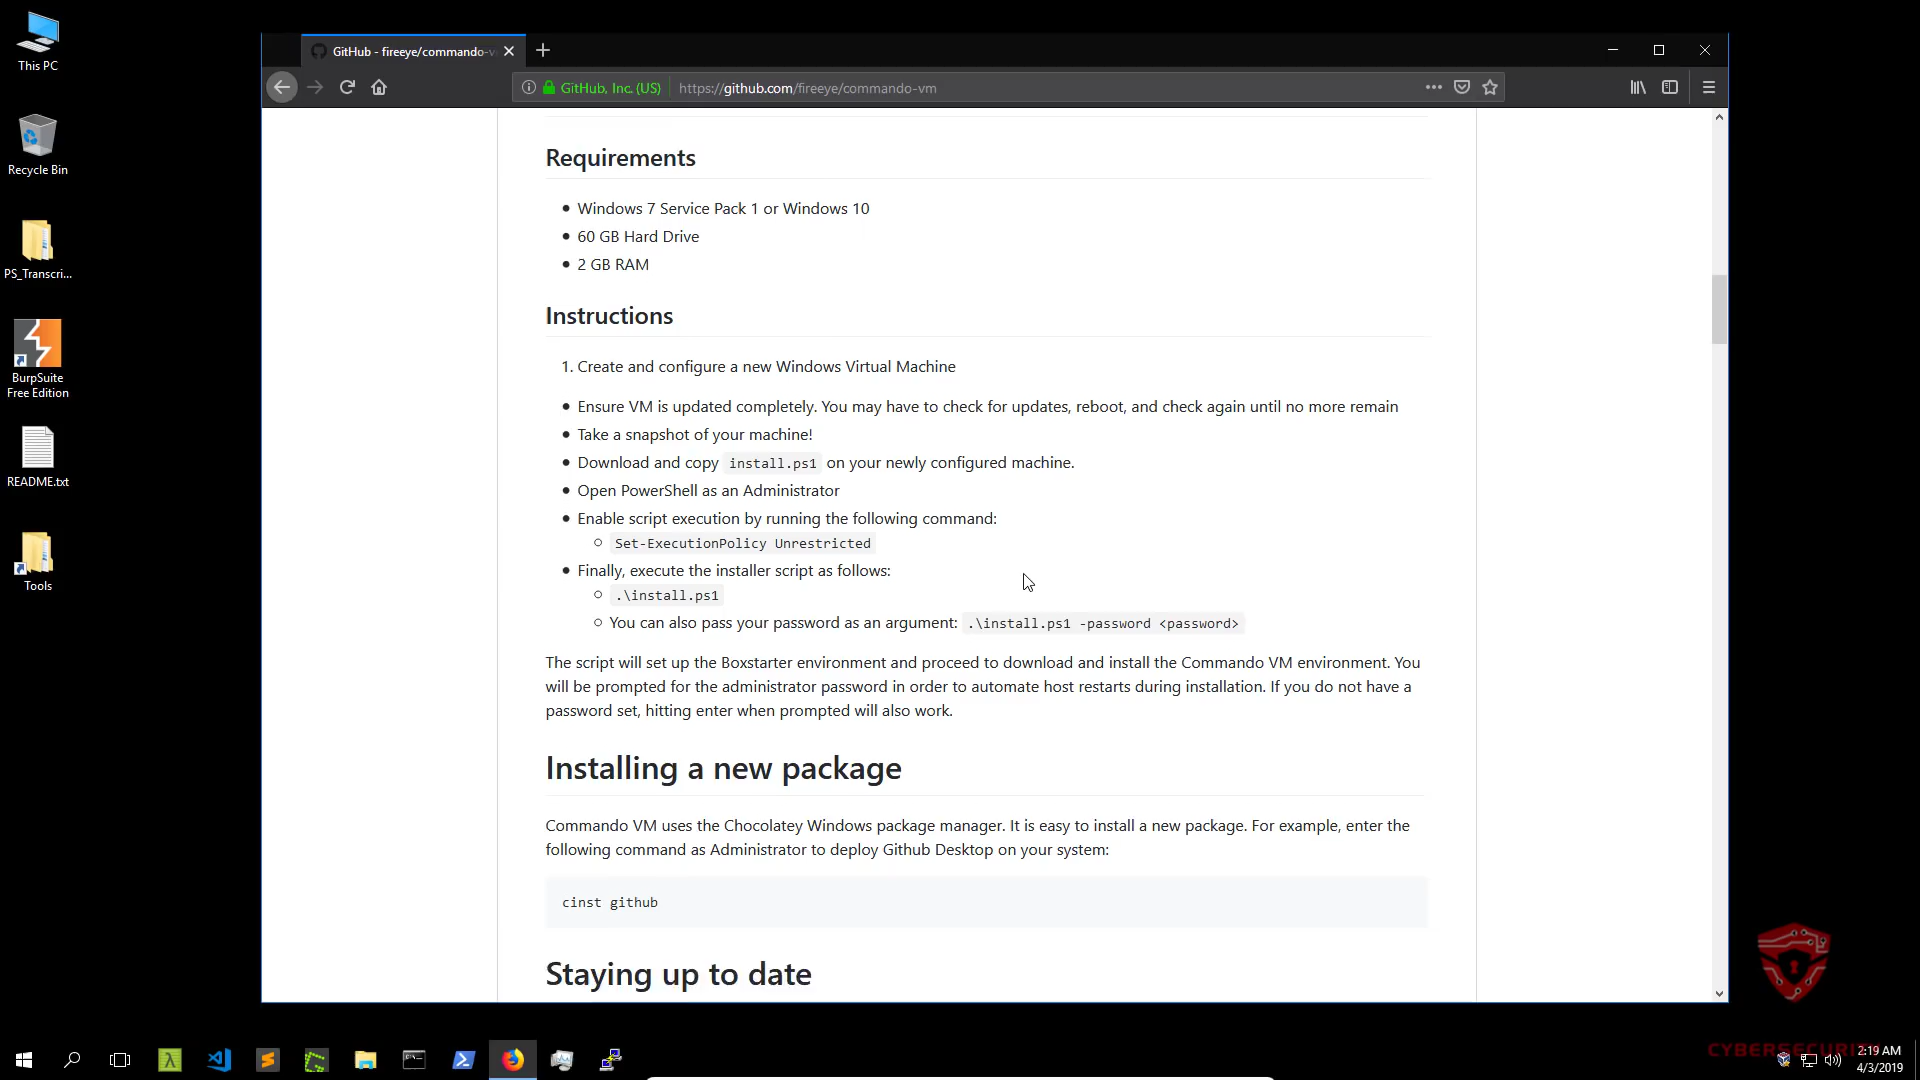 This PC
Recycle Bin
PS_Transcri...
BurpSuite
Free Edition
README.txt
Tools
GitHub - fireeye/commando-v
GitHub, Inc. (US)
https://github.com/fireeye/commando-vm
Requirements
• Windows 7 Service Pack 1 or Windows 10
• 60 GB Hard Drive
• 2 GB RAM
Instructions
1. Create and configure a new Windows Virtual Machine
• Ensure VM is updated completely. You may have to check for updates, reboot, and check again until no more remain
• Take a snapshot of your machine!
• Download and copy install.ps1 on your newly configured machine.
• Open PowerShell as an Administrator
• Enable script execution by running the following command:
○ Set-ExecutionPolicy Unrestricted
• Finally, execute the installer script as follows:
○ .\install.ps1
○ You can also pass your password as an argument: .\install.ps1 -password <password>
The script will set up the Boxstarter environment and proceed to download and install the Commando VM environment. You
will be prompted for the administrator password in order to automate host restarts during installation. If you do not have a
password set, hitting enter when prompted will also work.
Installing a new package
Commando VM uses the Chocolatey Windows package manager. It is easy to install a new package. For example, enter the
following command as Administrator to deploy Github Desktop on your system:
cinst github
Staying up to date
CYBERSECURITY
2:19 AM
4/3/2019